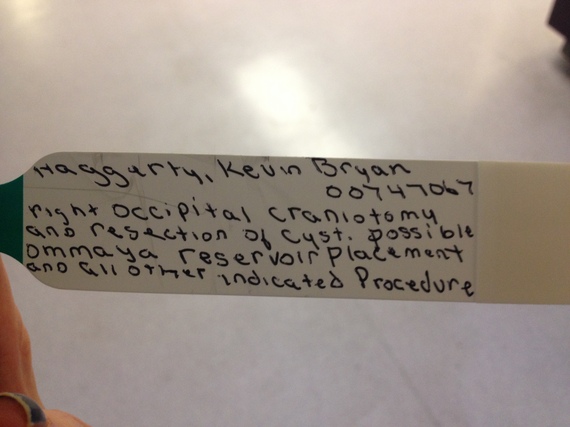 Haggarty, Kevin Bryan
00747067
right occipital craniotomy
and resection of cyst. possible
ommaya reservoir placement
and all other indicated Procedure